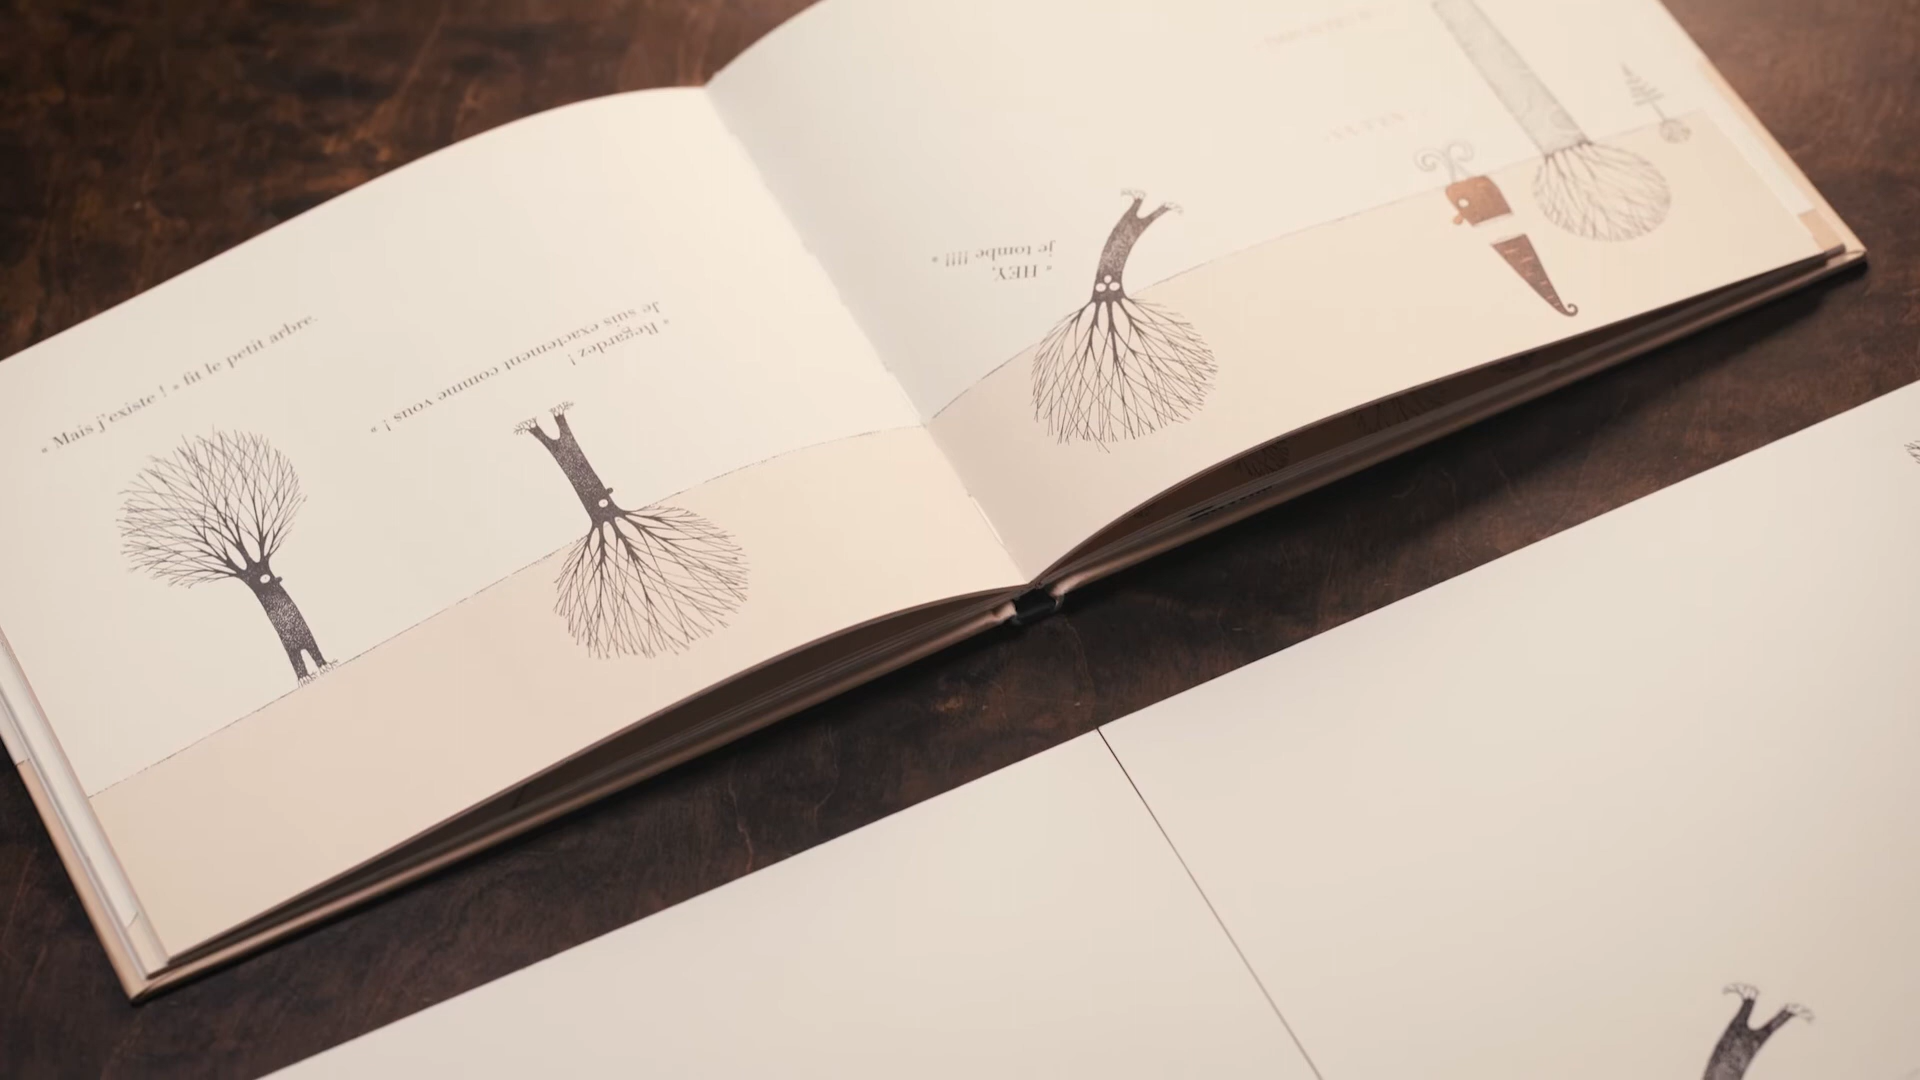 « Mais j'existe ! » fit le petit arbre.
« Regardez !
Je suis exactement comme vous ! »
« HEY,
je tombe !!!! »